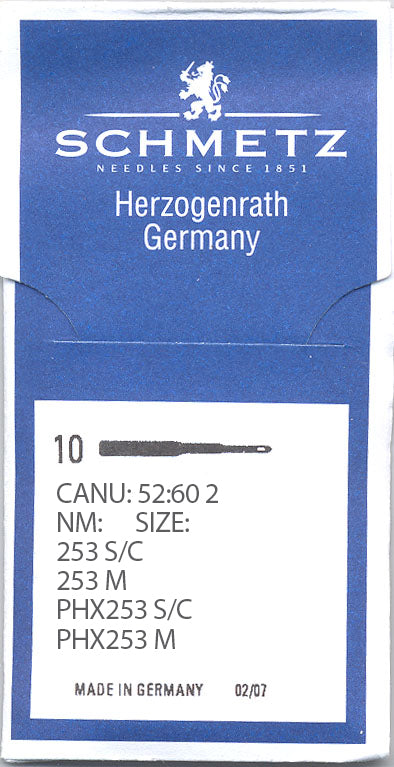 SCHMETZ
NEEDLES SINCE 1851
Herzogenrath
Germany
10
CANU: 52:60 2
NM: SIZE:
253 S/C
253 M
PHX253 S/C
PHX253 M
MADE IN GERMANY 02/07